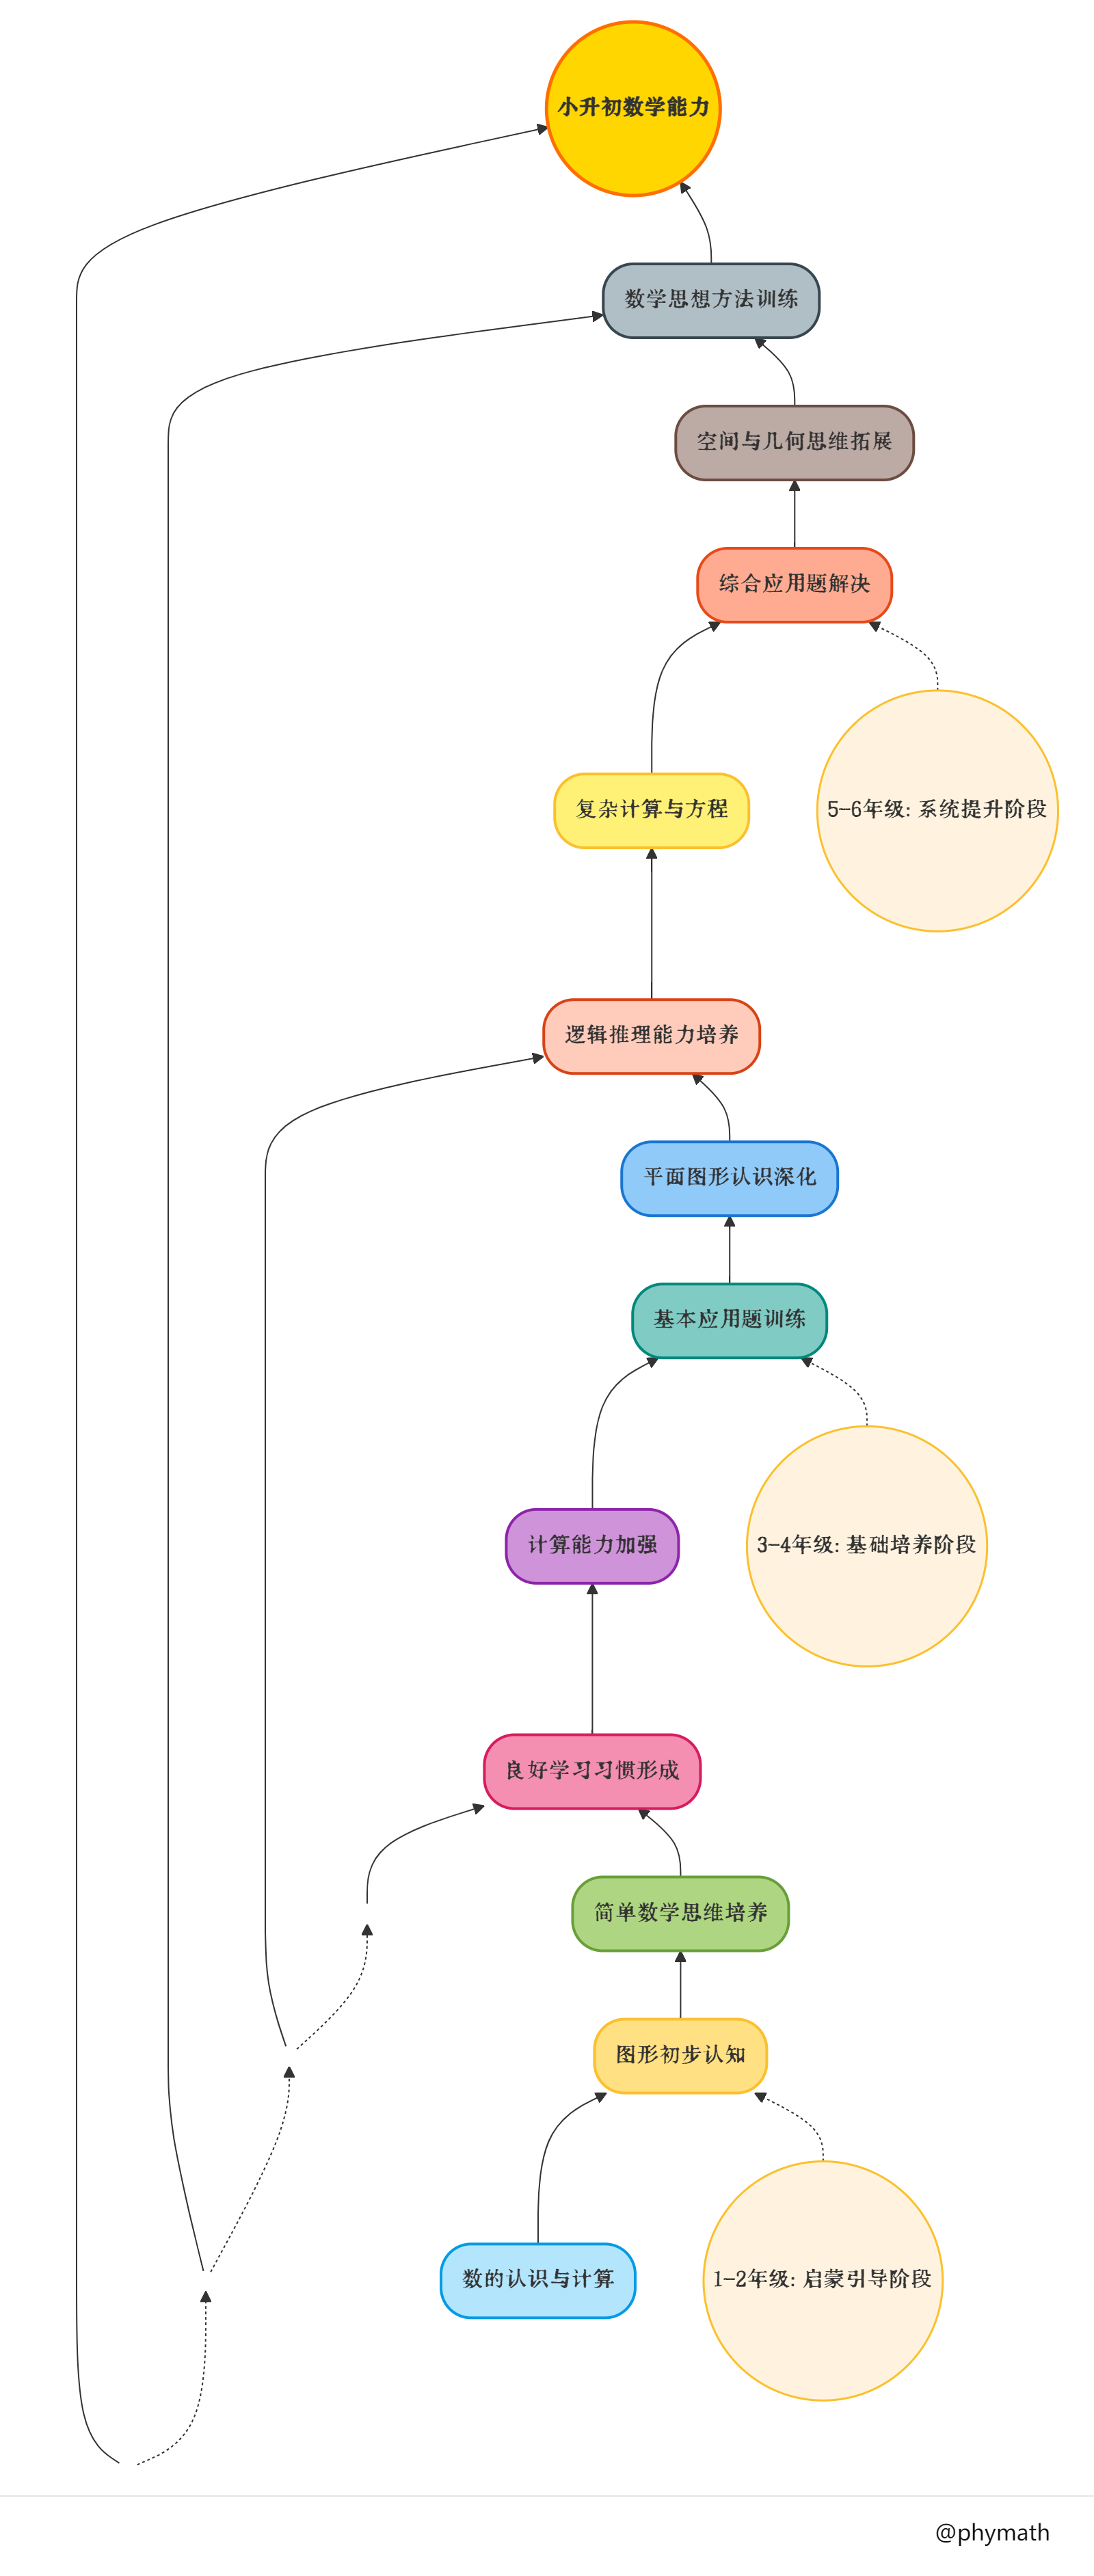 小升初数学能力
数学思想方法训练
空间与几何思维拓展
综合应用题解决
复杂计算与方程
5-6年级: 系统提升阶段
逻辑推理能力培养
平面图形认识深化
基本应用题训练
计算能力加强
3-4年级: 基础培养阶段
良好学习习惯形成
简单数学思维培养
图形初步认知
数的认识与计算
1-2年级: 启蒙引导阶段
@phymath